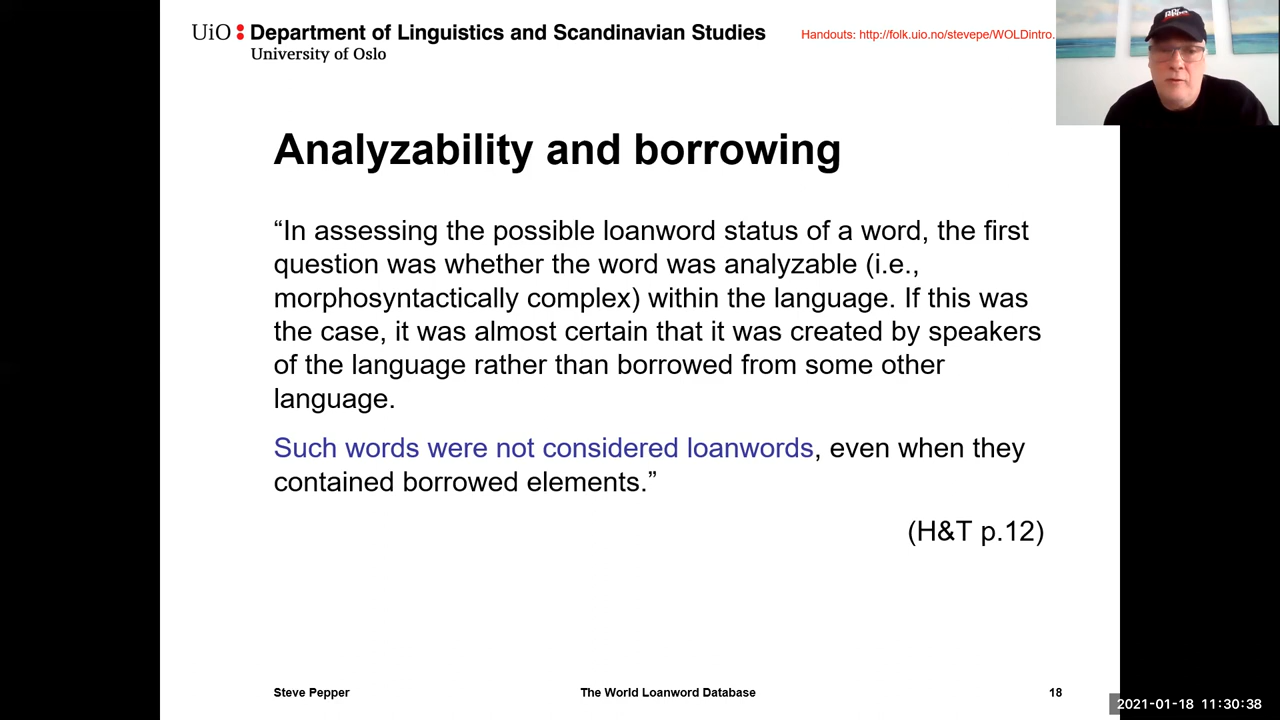 UiO : Department of Linguistics and Scandinavian Studies
University of Oslo
Handouts: http://folk.uio.no/stevepe/WOLDintro.
Analyzability and borrowing
“In assessing the possible loanword status of a word, the first
question was whether the word was analyzable (i.e.,
morphosyntactically complex) within the language. If this was
the case, it was almost certain that it was created by speakers
of the language rather than borrowed from some other
language.
Such words were not considered loanwords, even when they
contained borrowed elements.”
(H&T p.12)
Steve Pepper
The World Loanword Database
18
2021-01-18 11:30:38